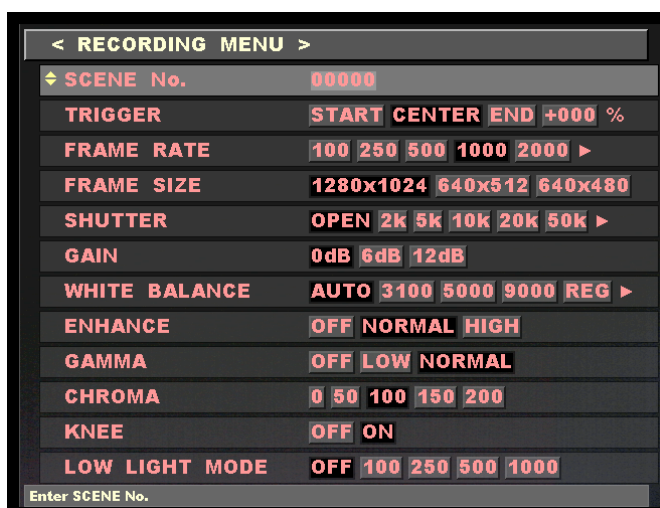 < RECORDING MENU >
SCENE No. 00000
TRIGGER START CENTER END +000 %
FRAME RATE 100 250 500 1000 2000 ►
FRAME SIZE 1280x1024 640x512 640x480
SHUTTER OPEN 2k 5k 10k 20k 50k ►
GAIN 0dB 6dB 12dB
WHITE BALANCE AUTO 3100 5000 9000 REG ►
ENHANCE OFF NORMAL HIGH
GAMMA OFF LOW NORMAL
CHROMA 0 50 100 150 200
KNEE OFF ON
LOW LIGHT MODE OFF 100 250 500 1000
Enter SCENE No.